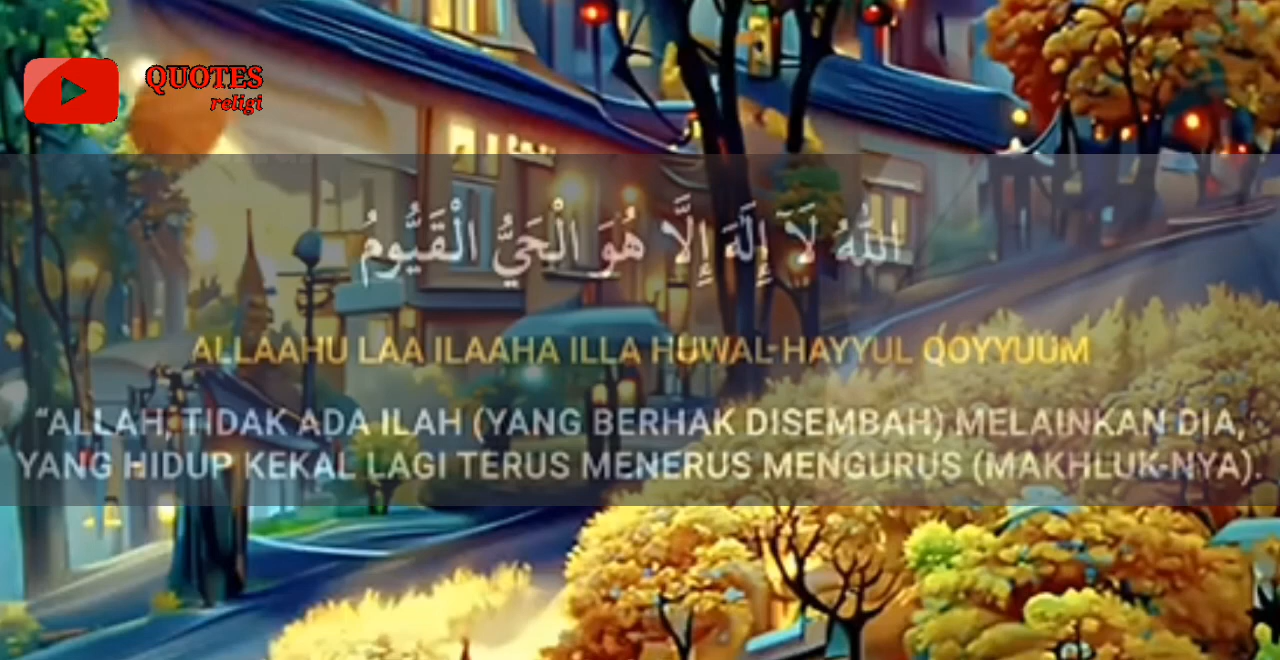 QUOTES
religi
اللهُ لَآ إِلَهَ إِلَّا هُوَ الْحَيُّ الْقَيُّومُ
ALLAAHU LAA ILAAHA ILLA HUWAL-HAYYUL QOYYUUM
“ALLAH, TIDAK ADA ILAH (YANG BERHAK DISEMBAH) MELAINKAN DIA,
YANG HIDUP KEKAL LAGI TERUS MENERUS MENGURUS (MAKHLUK-NYA).